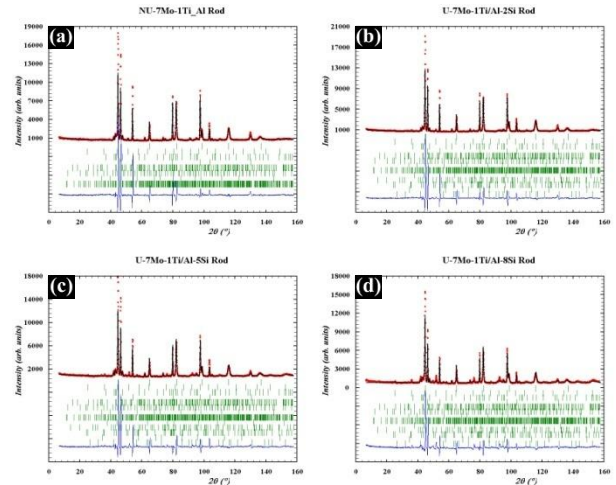 NU-7Mo-1Ti_Al Rod
(a)
Intensity (arb. units)
19000
16000
13000
10000
7000
4000
1000
0 20 40 60 80 100 120 140 160
2θ (°)
U-7Mo-1Ti/Al-2Si Rod
(b)
Intensity (arb. units)
21000
17000
13000
9000
5000
1000
0 20 40 60 80 100 120 140 160
2θ (°)
U-7Mo-1Ti/Al-5Si Rod
(c)
Intensity (arb. units)
18000
14000
10000
6000
2000
0 20 40 60 80 100 120 140 160
2θ (°)
U-7Mo-1Ti/Al-8Si Rod
(d)
Intensity (arb. units)
18000
15000
12000
9000
6000
3000
0
0 20 40 60 80 100 120 140 160
2θ (°)